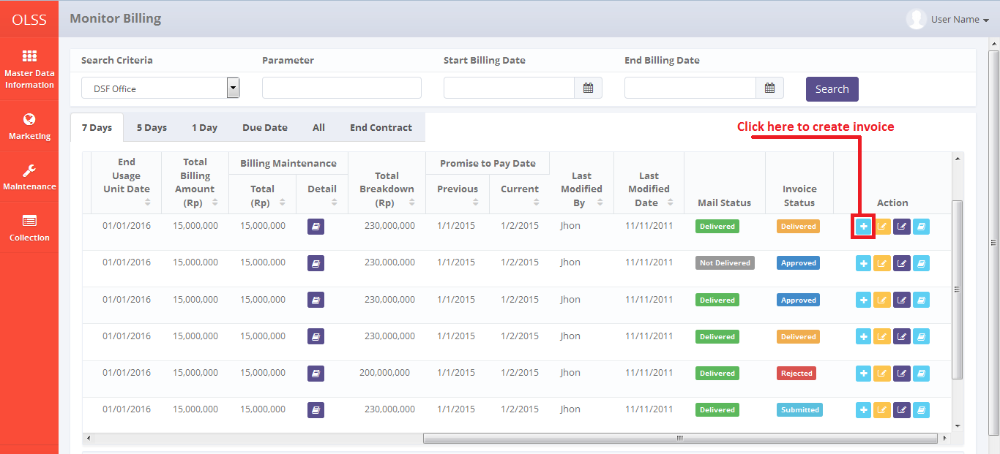 OLSS
Monitor Billing
User Name
Master Data
Information
Marketing
Maintenance
Collection
Search Criteria Parameter Start Billing Date End Billing Date
DSF Office
Search
7 Days 5 Days 1 Day Due Date All End Contract
Click here to create invoice
End
Usage
Unit Date
Total
Billing
Amount
(Rp)
Billing Maintenance
Total
(Rp)
Detail
Total
Breakdown
(Rp)
Promise to Pay Date
Previous
Current
Last
Modified
By
Last
Modified
Date
Mail Status
Invoice
Status
Action
01/01/2016 15,000,000 15,000,000 230,000,000 1/1/2015 1/2/2015 Jhon 11/11/2011 Delivered Delivered
01/01/2016 15,000,000 15,000,000 230,000,000 1/1/2015 1/2/2015 Jhon 11/11/2011 Not Delivered Approved
01/01/2016 15,000,000 15,000,000 230,000,000 1/1/2015 1/2/2015 Jhon 11/11/2011 Delivered Approved
01/01/2016 15,000,000 15,000,000 230,000,000 1/1/2015 1/2/2015 Jhon 11/11/2011 Delivered Delivered
01/01/2016 15,000,000 15,000,000 200,000,000 1/1/2015 1/2/2015 Jhon 11/11/2011 Delivered Rejected
01/01/2016 15,000,000 15,000,000 230,000,000 1/1/2015 1/2/2015 Jhon 11/11/2011 Delivered Submitted